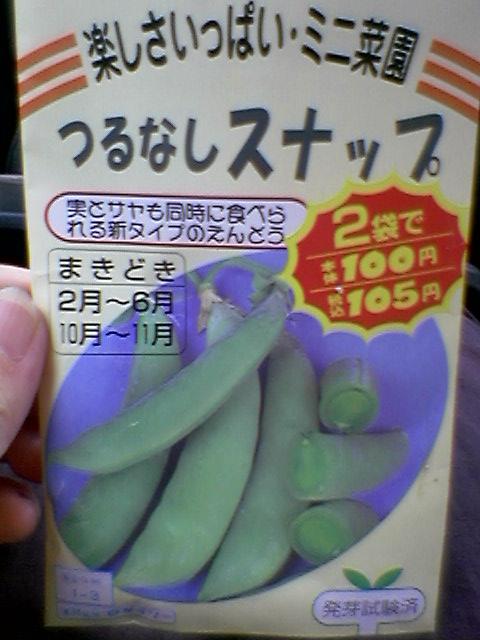 楽しさいっぱい・ミニ菜園
つるなしスナップ
実とサヤも同時に食べら
れる新タイプのえんどう
まきどき
2月～6月
10月～11月
2袋で
本体100円
税込105円
発芽試験済